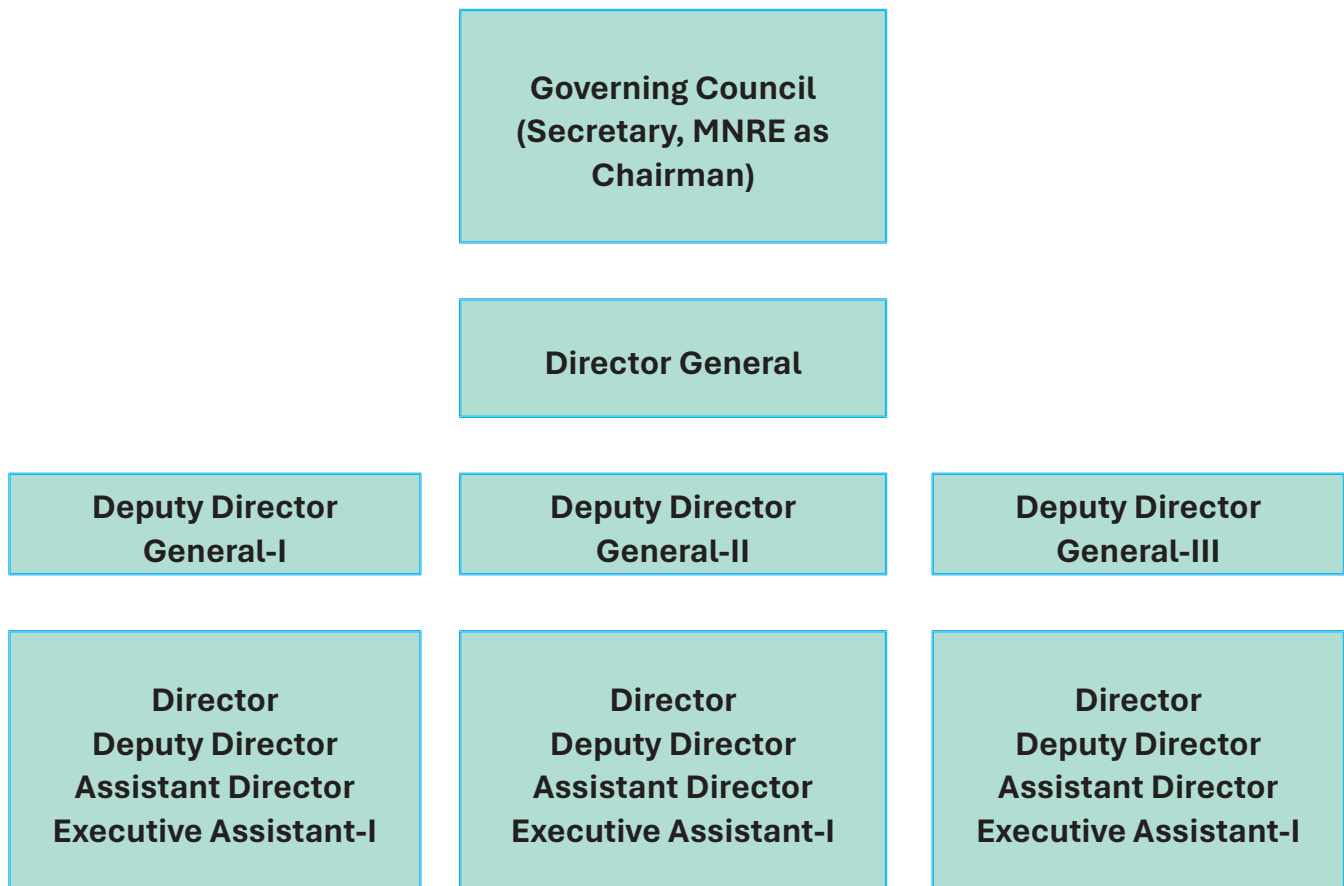 Governing Council
(Secretary, MNRE as
Chairman)
Director General
Deputy Director
General-I
Deputy Director
General-II
Deputy Director
General-III
Director
Deputy Director
Assistant Director
Executive Assistant-I
Director
Deputy Director
Assistant Director
Executive Assistant-I
Director
Deputy Director
Assistant Director
Executive Assistant-I